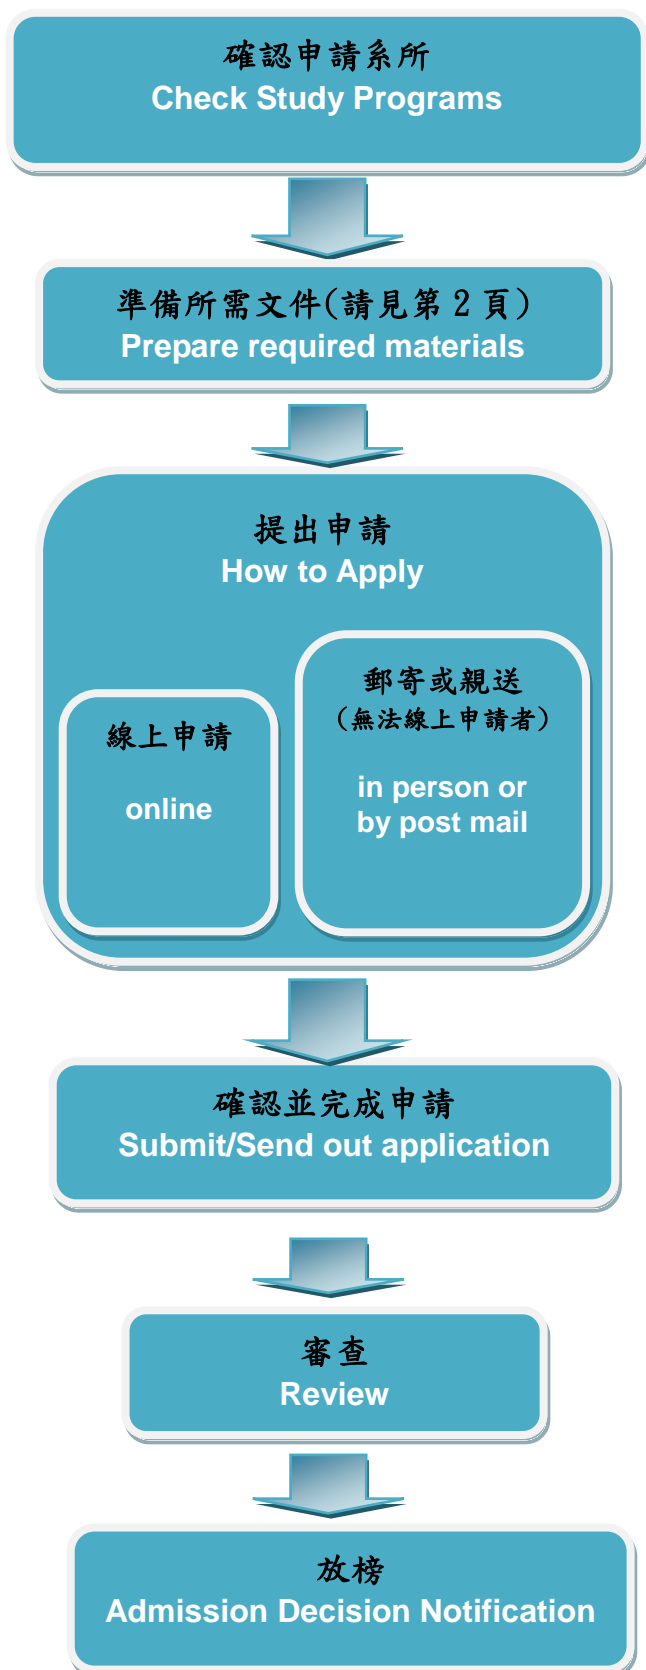 確認申請系所
Check Study Programs
準備所需文件(請見第 2 頁)
Prepare required materials
提出申請
How to Apply
線上申請
online
郵寄或親送
(無法線上申請者)
in person or
by post mail
確認並完成申請
Submit/Send out application
審查
Review
放榜
Admission Decision Notification